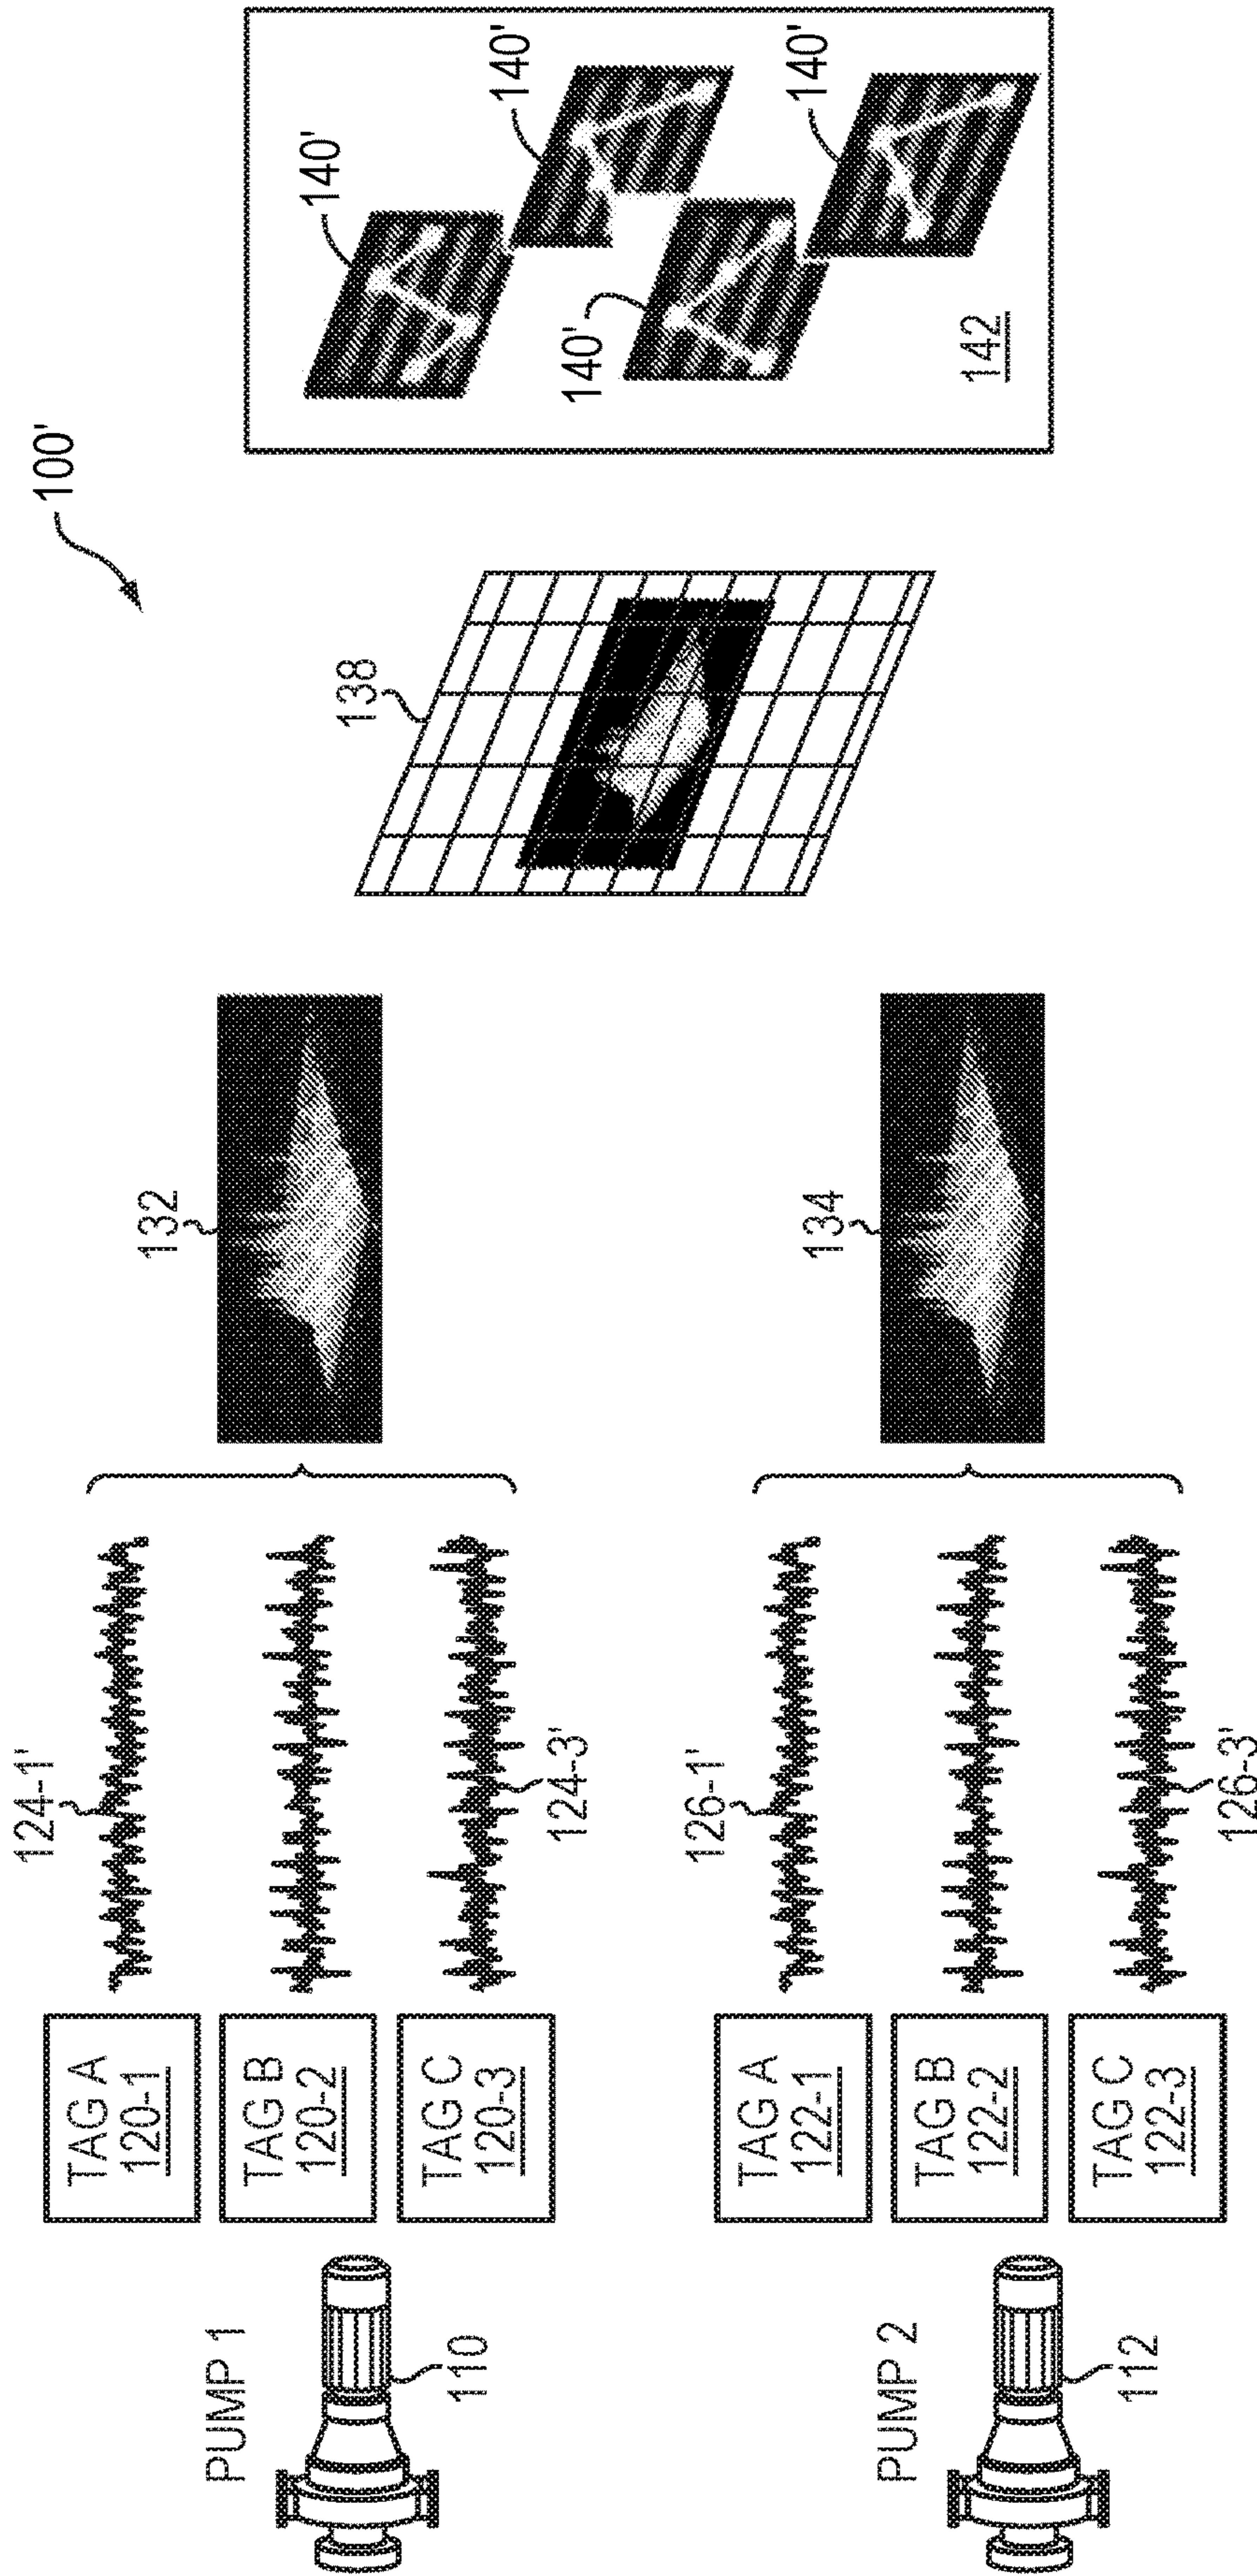 100'
PUMP 1
110
TAG A
120-1
TAG B
120-2
TAG C
120-3
124-1'
124-3'
132
138
140'
140'
140'
140'
142
PUMP 2
112
TAG A
122-1
TAG B
122-2
TAG C
122-3
126-1'
126-3'
134